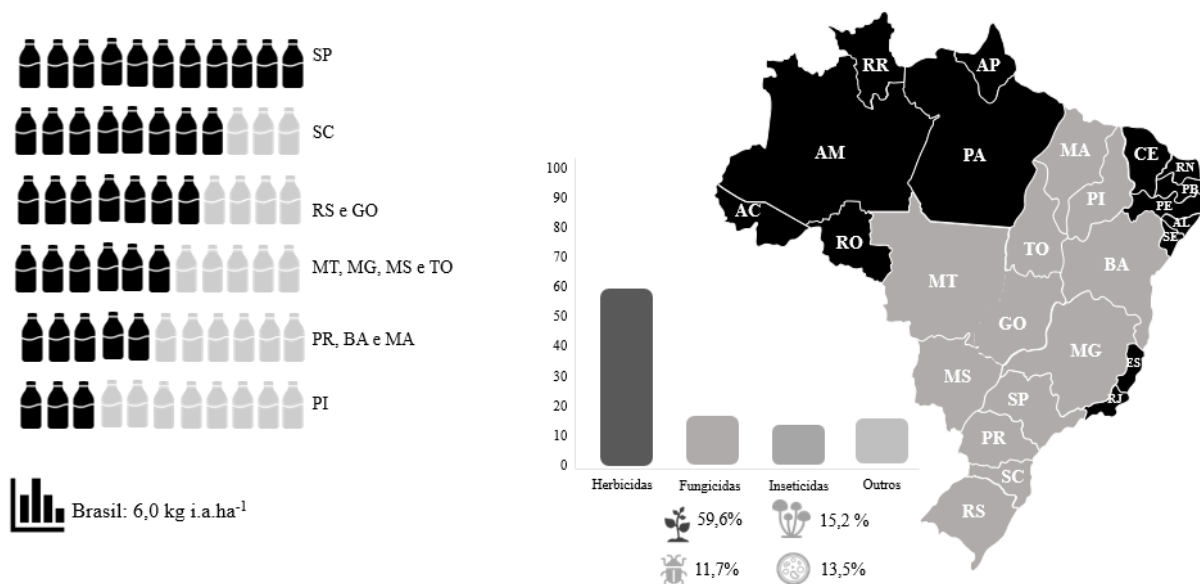 SP
SC
RS e GO
MT, MG, MS e TO
PR, BA e MA
PI
Brasil: 6,0 kg i.a.ha⁻¹
100
90
80
70
60
50
40
30
20
10
0
Herbicidas
Fungicidas
Inseticidas
Outros
59,6%
15,2 %
11,7%
13,5%
RR
AP
AM
PA
MA
CE
RN
PB
PE
AL
SE
PI
AC
RO
TO
BA
MT
GO
MG
ES
MS
SP
RJ
PR
SC
RS